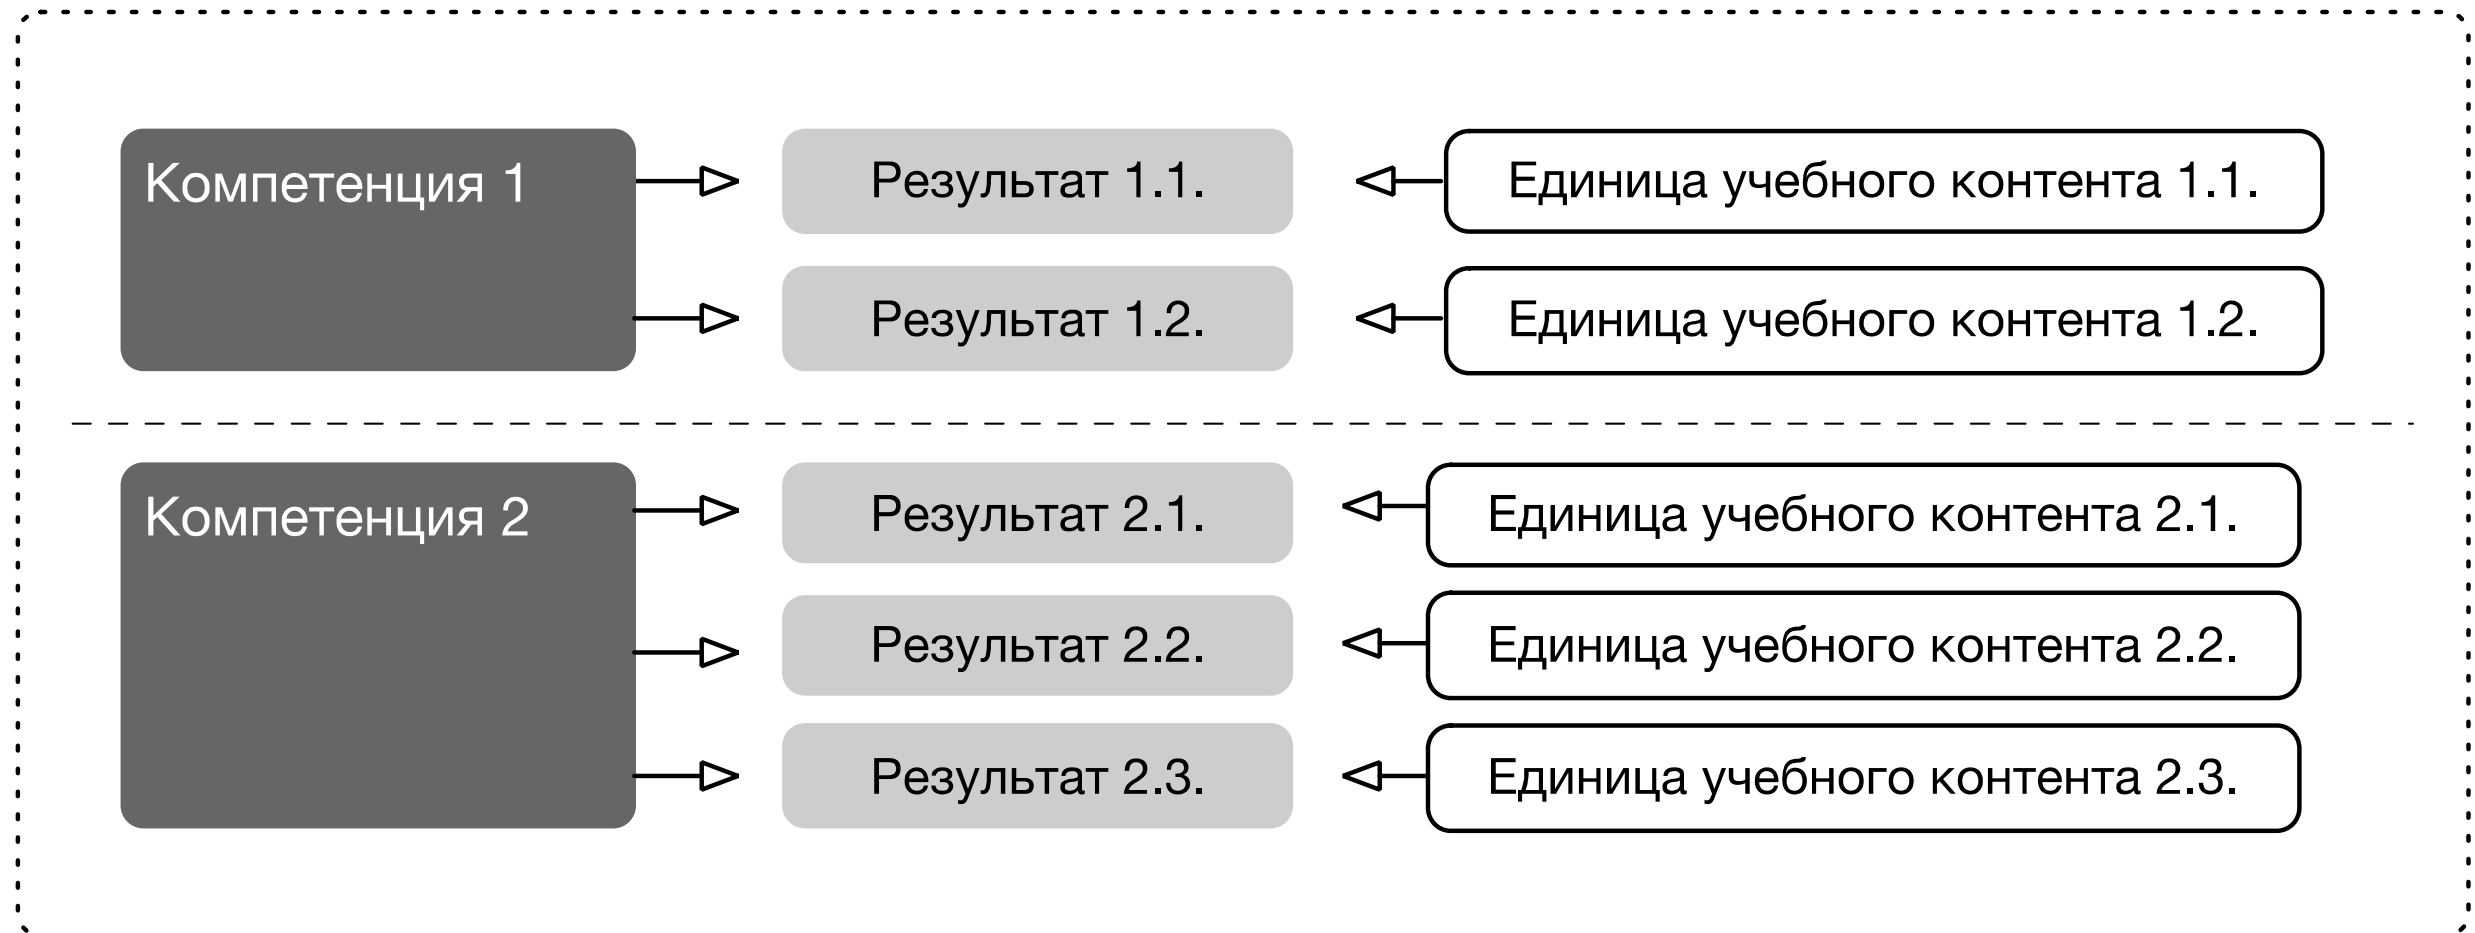 Компетенция 1
Результат 1.1.
Единица учебного контента 1.1.
Результат 1.2.
Единица учебного контента 1.2.
Компетенция 2
Результат 2.1.
Единица учебного контента 2.1.
Результат 2.2.
Единица учебного контента 2.2.
Результат 2.3.
Единица учебного контента 2.3.